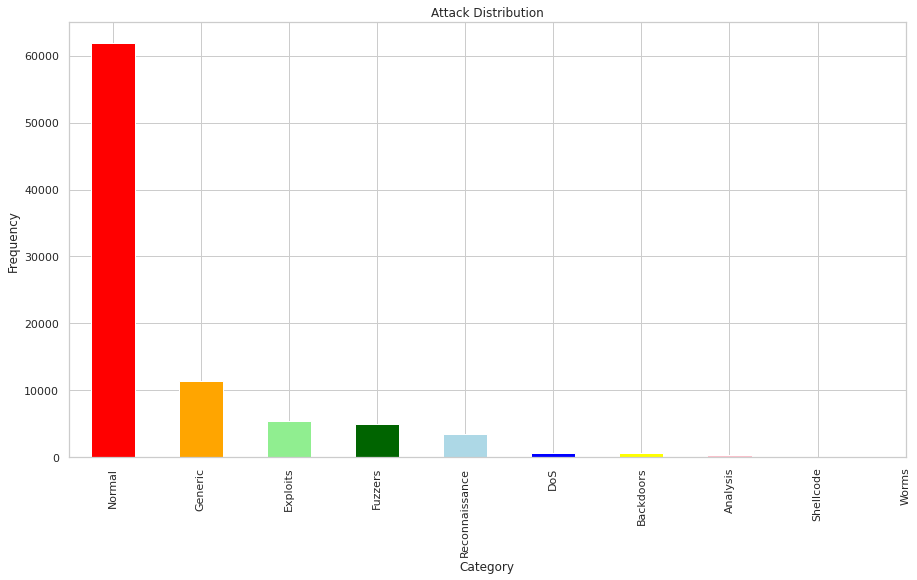 Attack Distribution
60000
50000
40000
30000
20000
10000
0
Frequency
Normal
Generic
Exploits
Fuzzers
Reconnaissance
DoS
Backdoors
Analysis
Shellcode
Worms
Category